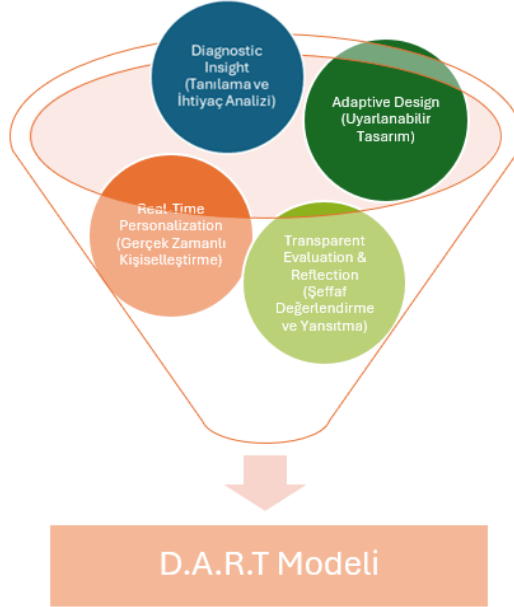 Diagnostic
Insight
(Tanılama ve
İhtiyaç Analizi)
Adaptive Design
(Uyarlanabilir
Tasarım)
Real-Time
Personalization
(Gerçek Zamanlı
Kişiselleştirme)
Transparent
Evaluation &
Reflection
(Şeffaf
Değerlendirme
ve Yansıtma)
D.A.R.T Modeli